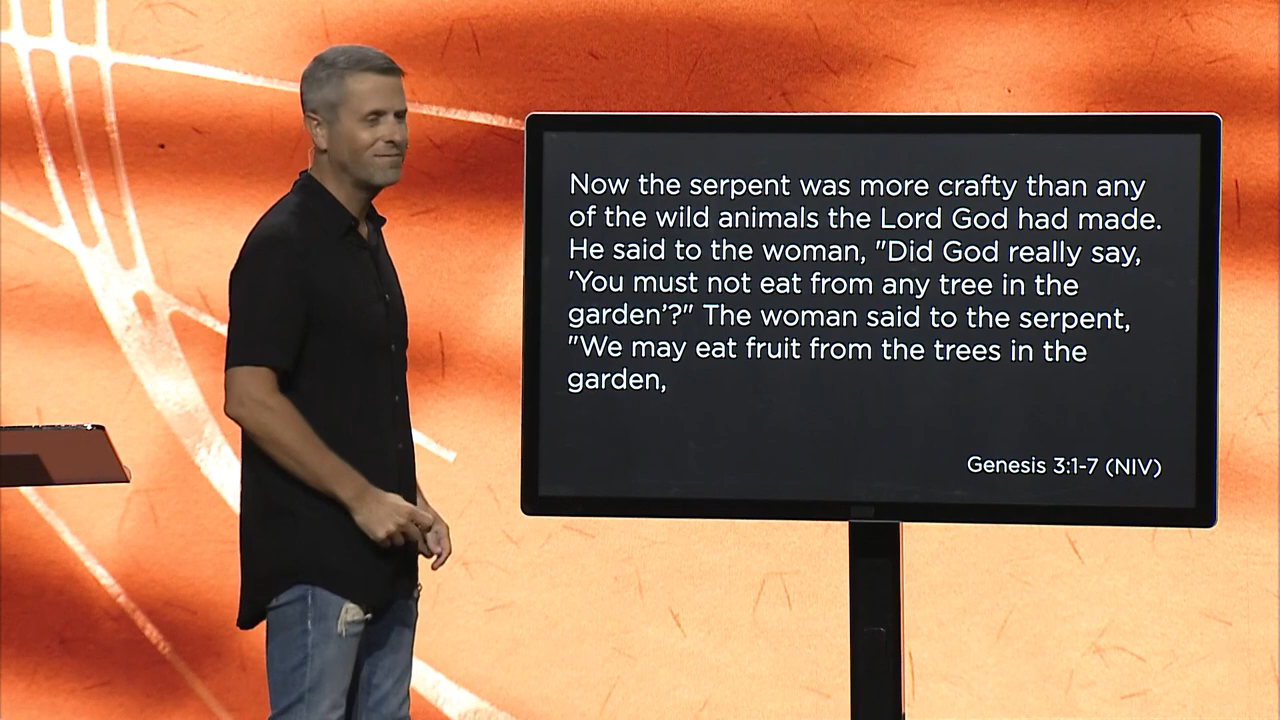 Now the serpent was more crafty than any
of the wild animals the Lord God had made.
He said to the woman, "Did God really say,
'You must not eat from any tree in the
garden’?" The woman said to the serpent,
"We may eat fruit from the trees in the
garden,
Genesis 3:1-7 (NIV)